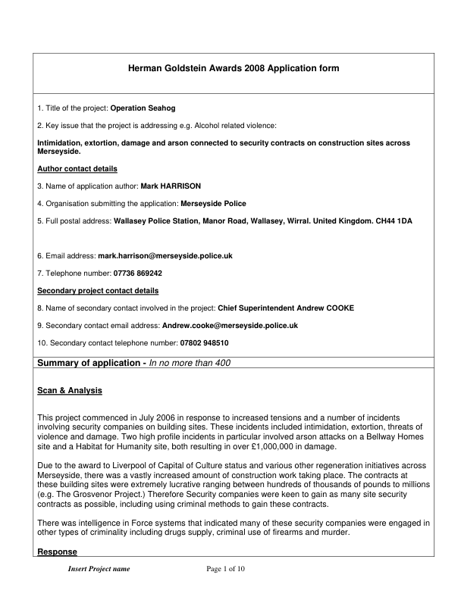 Herman Goldstein Awards 2008 Application form
1. Title of the project: Operation Seahog
2. Key issue that the project is addressing e.g. Alcohol related violence:
Intimidation, extortion, damage and arson connected to security contracts on construction sites across
Merseyside.
Author contact details
3. Name of application author: Mark HARRISON
4. Organisation submitting the application: Merseyside Police
5. Full postal address: Wallasey Police Station, Manor Road, Wallasey, Wirral. United Kingdom. CH44 1DA
6. Email address: mark.harrison@merseyside.police.uk
7. Telephone number: 07736 869242
Secondary project contact details
8. Name of secondary contact involved in the project: Chief Superintendent Andrew COOKE
9. Secondary contact email address: Andrew.cooke@merseyside.police.uk
10. Secondary contact telephone number: 07802 948510
Summary of application - In no more than 400
Scan & Analysis
This project commenced in July 2006 in response to increased tensions and a number of incidents
involving security companies on building sites. These incidents included intimidation, extortion, threats of
violence and damage. Two high profile incidents in particular involved arson attacks on a Bellway Homes
site and a Habitat for Humanity site, both resulting in over £1,000,000 in damage.
Due to the award to Liverpool of Capital of Culture status and various other regeneration initiatives across
Merseyside, there was a vastly increased amount of construction work taking place. The contracts at
these building sites were extremely lucrative ranging between hundreds of thousands of pounds to millions
(e.g. The Grosvenor Project.) Therefore Security companies were keen to gain as many site security
contracts as possible, including using criminal methods to gain these contracts.
There was intelligence in Force systems that indicated many of these security companies were engaged in
other types of criminality including drugs supply, criminal use of firearms and murder.
Response
Insert Project name Page 1 of 10